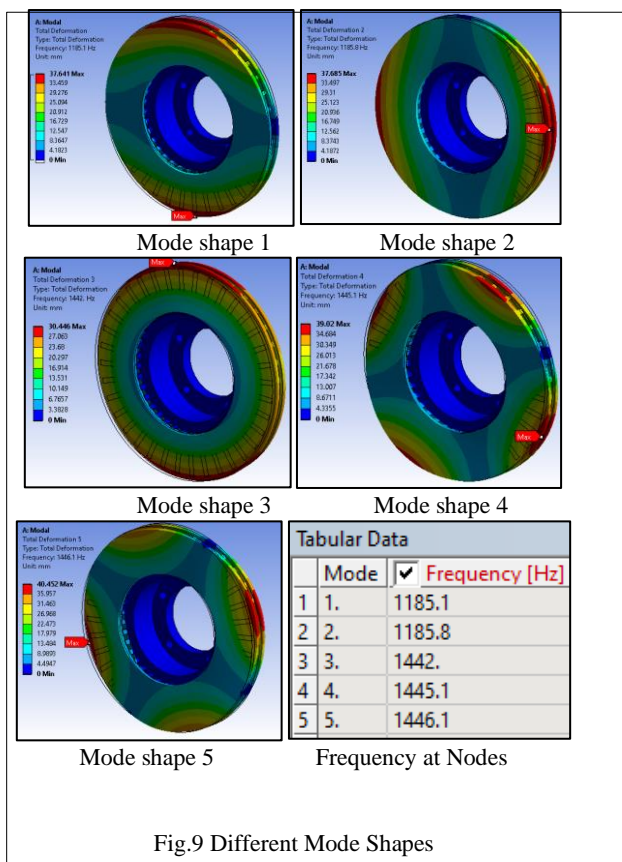 A: Modal
Total Deformation
Type: Total Deformation
Frequency: 1185.1 Hz
Unit: mm
37.641 Max
33.459
29.276
25.094
20.912
16.729
12.547
8.3647
4.1823
0 Min
Max
Mode shape 1
A: Modal
Total Deformation 2
Type: Total Deformation
Frequency: 1185.8 Hz
Unit: mm
37.685 Max
33.497
29.31
25.123
20.936
16.749
12.562
8.3743
4.1872
0 Min
Max
Mode shape 2
A: Modal
Total Deformation 3
Type: Total Deformation
Frequency: 1442. Hz
Unit: mm
30.446 Max
27.063
23.68
20.297
16.914
13.531
10.149
6.7657
3.3828
0 Min
Max
Mode shape 3
A: Modal
Total Deformation 4
Type: Total Deformation
Frequency: 1445.1 Hz
Unit: mm
39.02 Max
34.684
30.349
26.013
21.678
17.342
13.007
8.6711
4.3355
0 Min
Max
Mode shape 4
A: Modal
Total Deformation 5
Type: Total Deformation
Frequency: 1446.1 Hz
Unit: mm
40.452 Max
35.957
31.463
26.968
22.473
17.979
13.484
8.9893
4.4947
0 Min
Max
Mode shape 5
Tabular Data
Mode Frequency [Hz]
1 1. 1185.1
2 2. 1185.8
3 3. 1442.
4 4. 1445.1
5 5. 1446.1
Frequency at Nodes
Fig.9 Different Mode Shapes